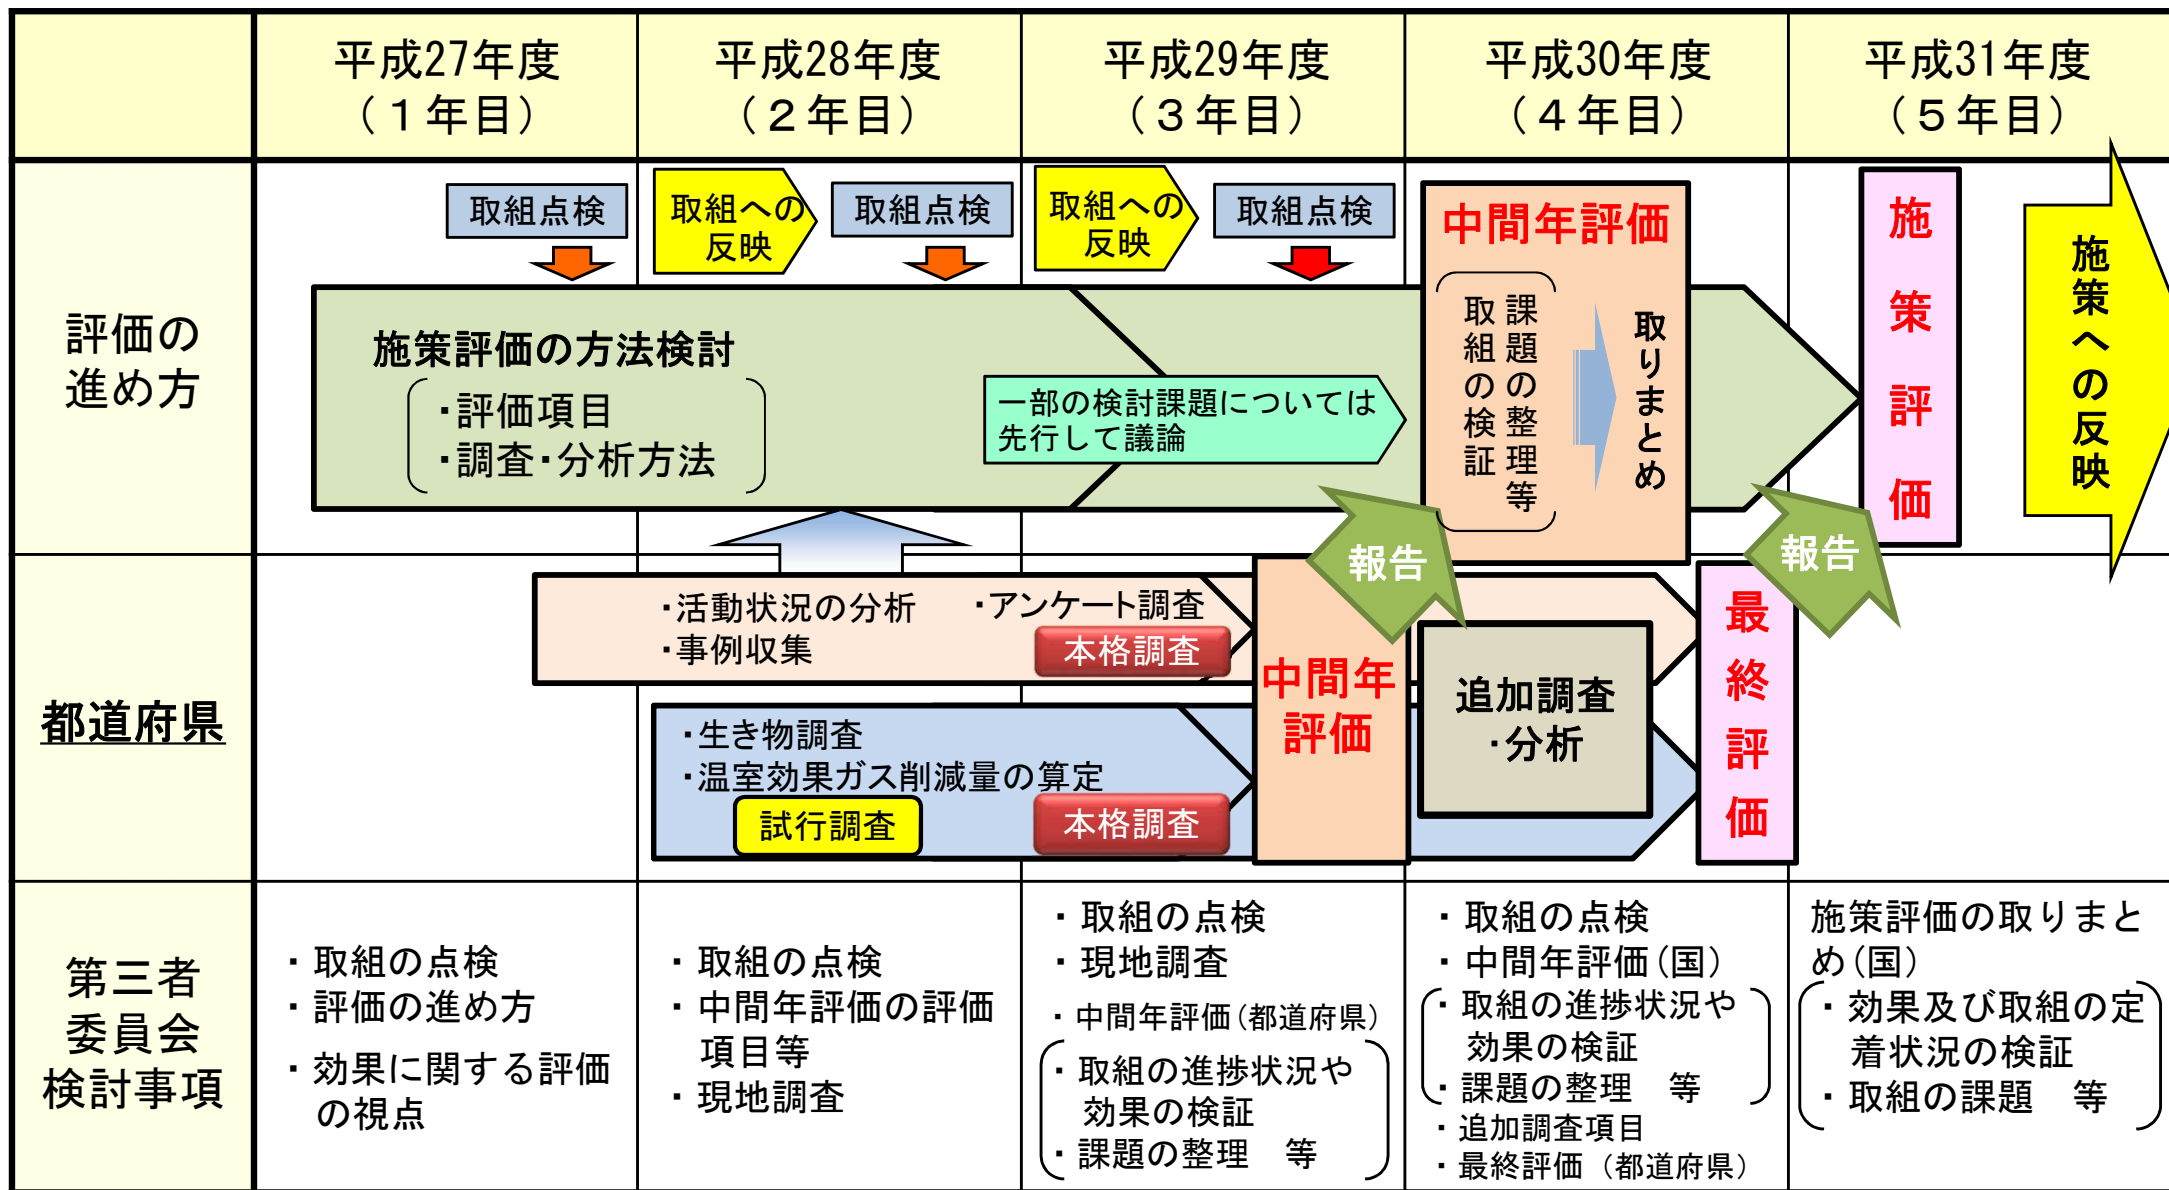 平成27年度
（１年目）
平成28年度
（２年目）
平成29年度
（３年目）
平成30年度
（４年目）
平成31年度
（５年目）
評価の
進め方
取組点検
取組への
反映
取組点検
取組への
反映
取組点検
施策評価の方法検討
・評価項目
・調査・分析方法
一部の検討課題については
先行して議論
中間年評価
取組の検証
課題の整理等
取りまとめ
施策評価
施策への反映
報告
報告
都道府県
・活動状況の分析
・事例収集
・アンケート調査
本格調査
・生き物調査
・温室効果ガス削減量の算定
試行調査
本格調査
中間年
評価
追加調査
・分析
最終評価
第三者
委員会
検討事項
・取組の点検
・評価の進め方
・効果に関する評価
の視点
・取組の点検
・中間年評価の評価
項目等
・現地調査
・取組の点検
・現地調査
・中間年評価(都道府県)
・取組の進捗状況や
効果の検証
・課題の整理　等
・取組の点検
・中間年評価(国)
・取組の進捗状況や
効果の検証
・課題の整理　等
・追加調査項目
・最終評価（都道府県）
施策評価の取りまと
め(国)
・効果及び取組の定
着状況の検証
・取組の課題　等